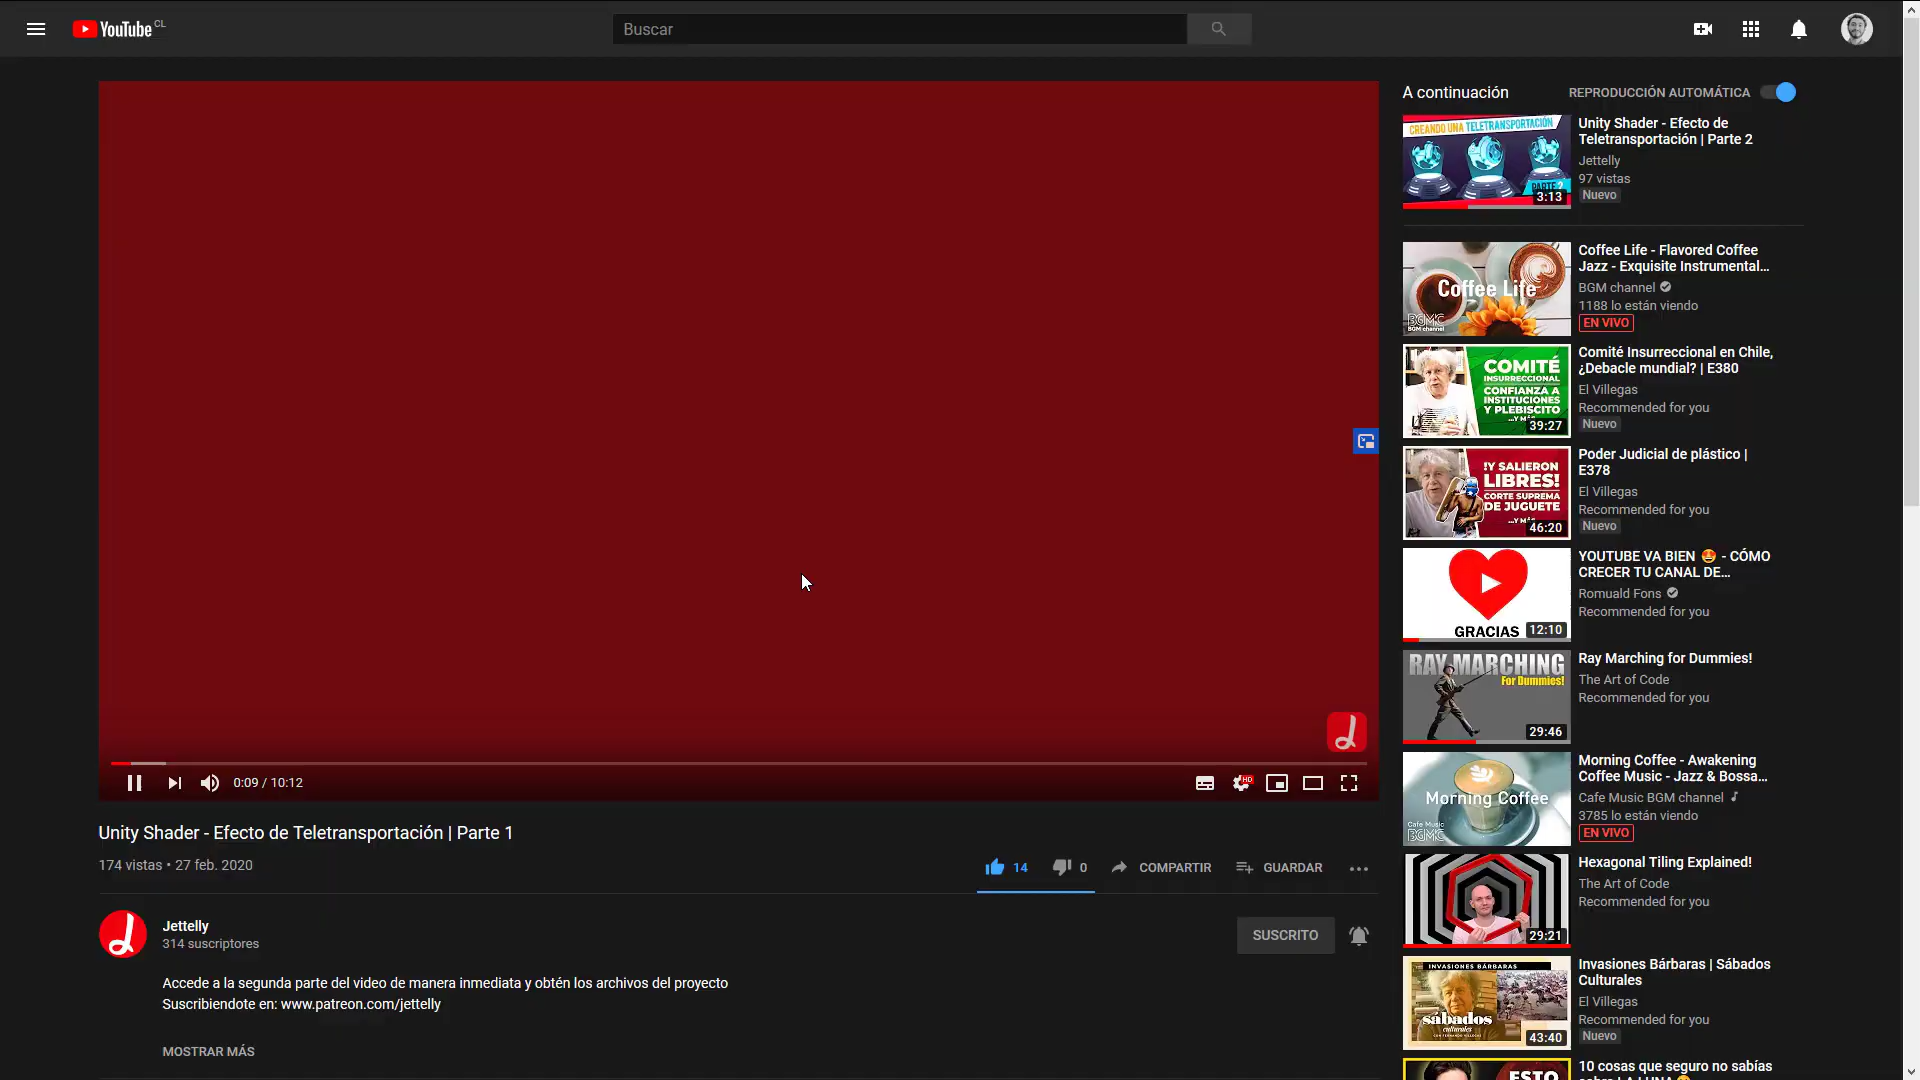 YouTube CL
Buscar
0:09 / 10:12
HD
Unity Shader - Efecto de Teletransportación | Parte 1
174 vistas • 27 feb. 2020
14
0
COMPARTIR
GUARDAR
Jettelly
314 suscriptores
SUSCRITO
Accede a la segunda parte del video de manera inmediata y obtén los archivos del proyecto
Suscribiendote en: www.patreon.com/jettelly
MOSTRAR MÁS
A continuación
REPRODUCCIÓN AUTOMÁTICA
CREANDO UNA TELETRANSPORTACIÓN
PARTE 2
3:13
Unity Shader - Efecto de
Teletransportación | Parte 2
Jettelly
97 vistas
Nuevo
Coffee Life
BGMC
BGM channel
Coffee Life - Flavored Coffee
Jazz - Exquisite Instrumental...
BGM channel
1188 lo están viendo
EN VIVO
COMITÉ
INSURRECCIONAL
CONFIANZA A
INSTITUCIONES
Y PLEBISCITO
...Y MÁS
39:27
Comité Insurreccional en Chile,
¿Debacle mundial? | E380
El Villegas
Recommended for you
Nuevo
!Y SALIERON
LIBRES!
CORTE SUPREMA
DE JUGUETE
...Y MÁS
46:20
Poder Judicial de plástico |
E378
El Villegas
Recommended for you
Nuevo
GRACIAS
12:10
YOUTUBE VA BIEN 😍 - CÓMO
CRECER TU CANAL DE...
Romuald Fons
Recommended for you
RAY MARCHING
For Dummies!
29:46
Ray Marching for Dummies!
The Art of Code
Recommended for you
Morning Coffee
Cafe Music
BGMC
Morning Coffee - Awakening
Coffee Music - Jazz & Bossa...
Cafe Music BGM channel
3785 lo están viendo
EN VIVO
29:21
Hexagonal Tiling Explained!
The Art of Code
Recommended for you
INVASIONES BÁRBARAS
sábados
culturales
CON FERNANDO VILLEGAS
43:40
Invasiones Bárbaras | Sábados
Culturales
El Villegas
Recommended for you
Nuevo
ESTO
10 cosas que seguro no sabías